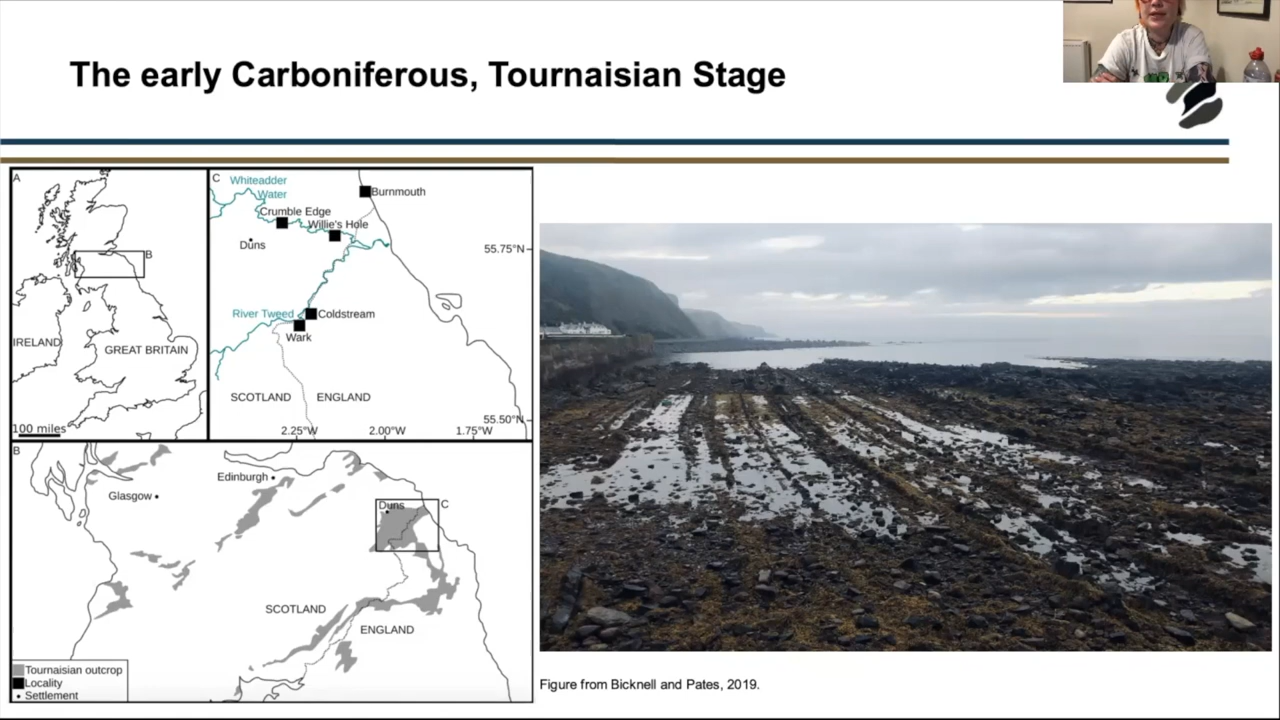 The early Carboniferous, Tournaisian Stage
A
B
IRELAND
GREAT BRITAIN
100 miles
C
Whiteadder
Water
Burnmouth
Crumble Edge
Willie's Hole
Duns
55.75°N
River Tweed
Coldstream
Wark
SCOTLAND
ENGLAND
55.50°N
2.25°W
2.00°W
1.75°W
B
Edinburgh
Glasgow
Duns
C
SCOTLAND
ENGLAND
Tournaisian outcrop
Locality
Settlement
Figure from Bicknell and Pates, 2019.